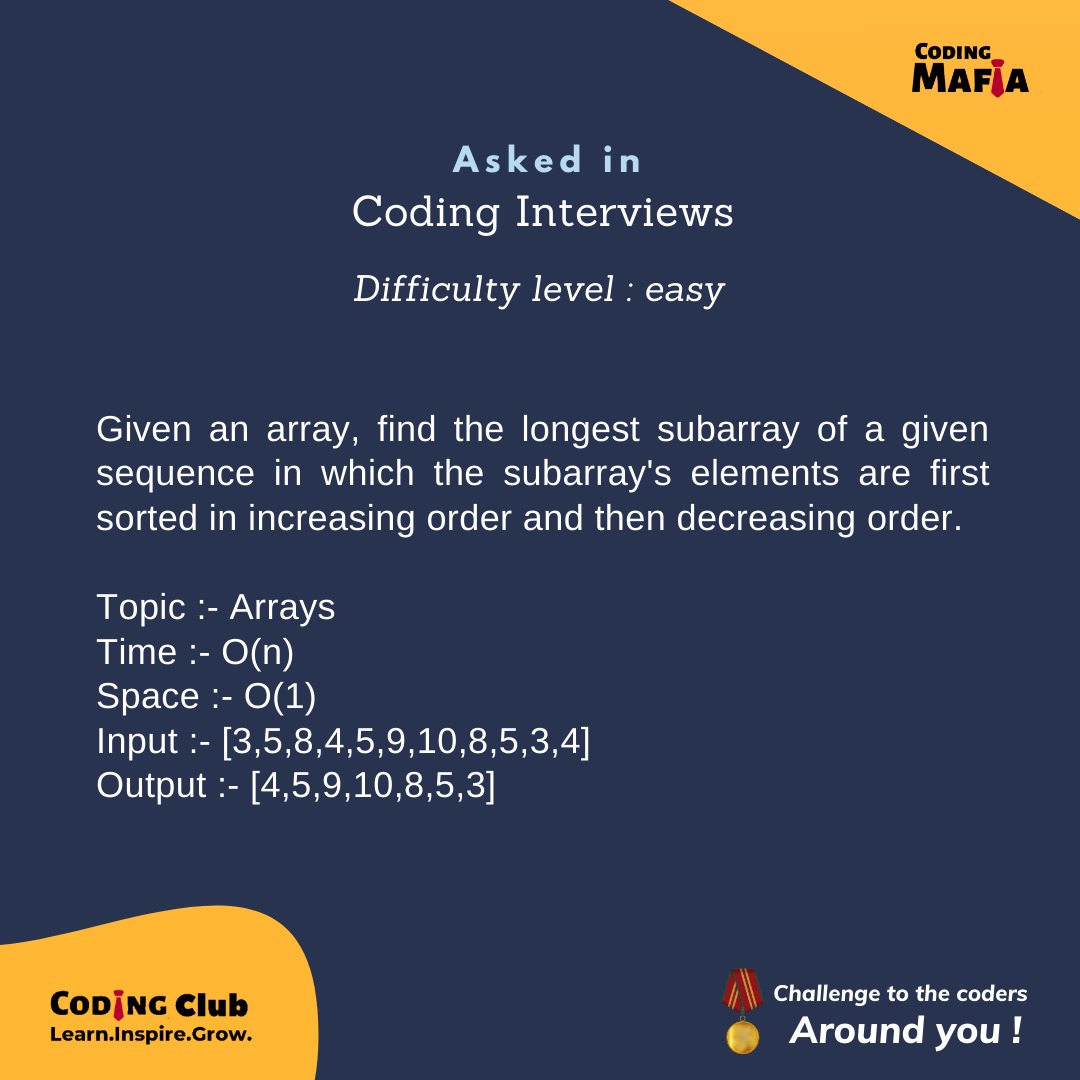 CODING
MAFIA
Asked in
Coding Interviews
Difficulty level : easy
Given an array, find the longest subarray of a given
sequence in which the subarray's elements are first
sorted in increasing order and then decreasing order.
Topic :- Arrays
Time :- O(n)
Space :- O(1)
Input :- [3,5,8,4,5,9,10,8,5,3,4]
Output :- [4,5,9,10,8,5,3]
CODING Club
Learn.Inspire.Grow.
Challenge to the coders
Around you !